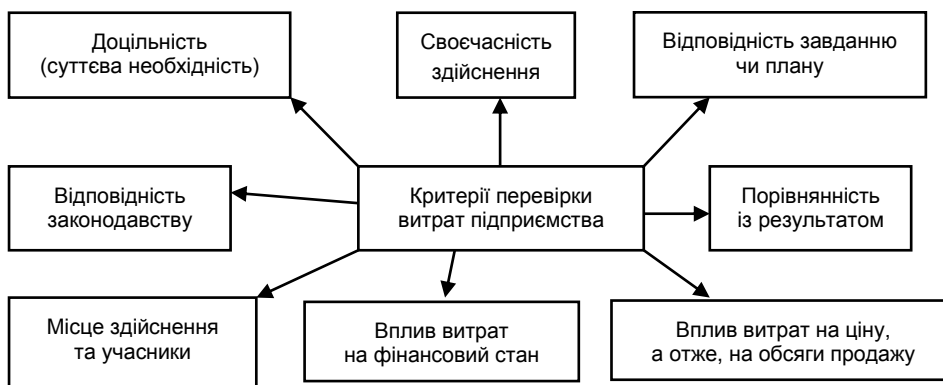 Доцільність
(суттєва необхідність)
Своєчасність
здійснення
Відповідність завданню
чи плану
Відповідність
законодавству
Критерії перевірки
витрат підприємства
Порівнянність
із результатом
Місце здійснення
та учасники
Вплив витрат
на фінансовий стан
Вплив витрат на ціну,
а отже, на обсяги продажу